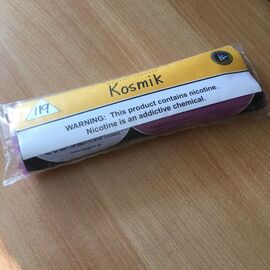 119
Kosmik
WARNING: This product contains nicotine.
Nicotine is an addictive chemical.